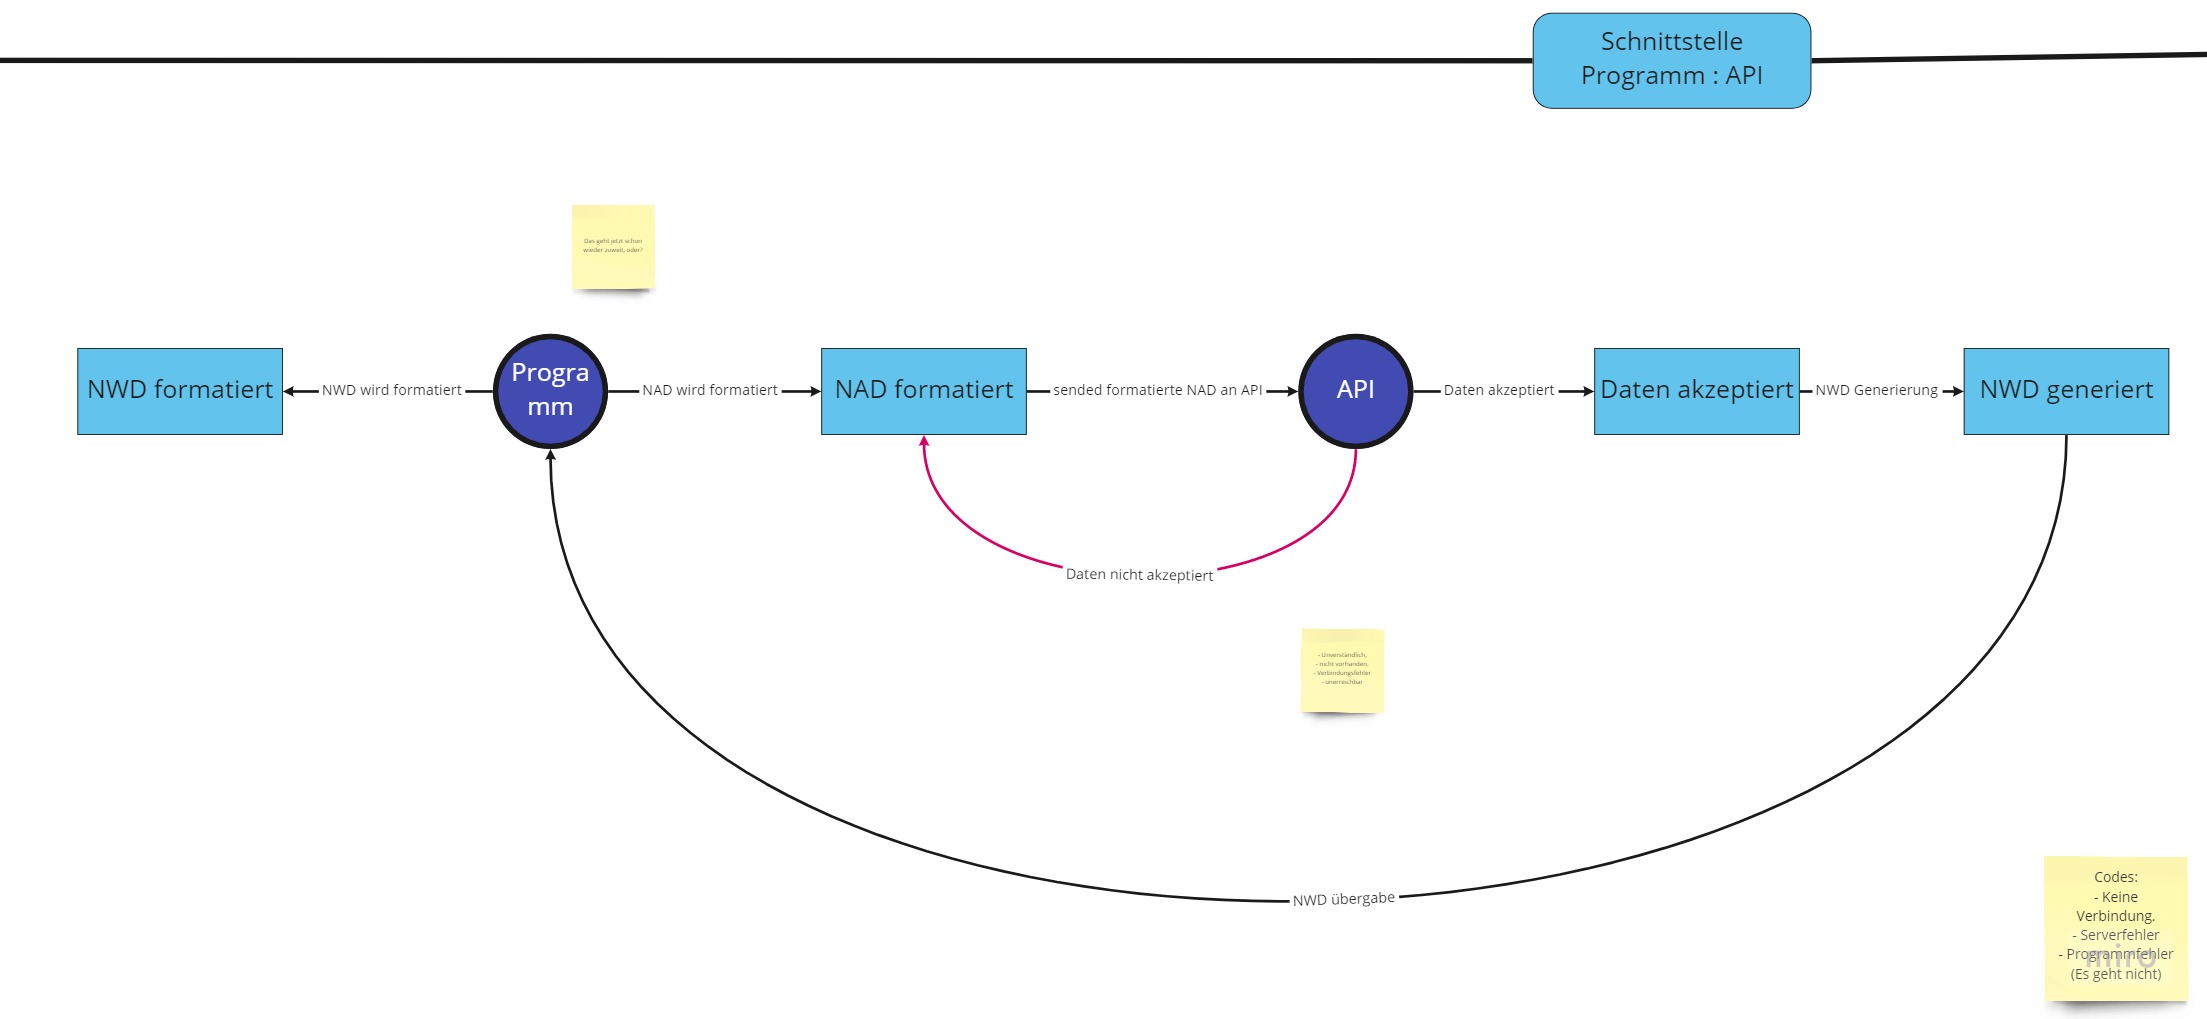 Schnittstelle
Programm : API
Das geht jetzt schon
wieder zuweit, oder?
NWD formatiert
NWD wird formatiert
Progra
mm
NAD wird formatiert
NAD formatiert
sended formatierte NAD an API
API
Daten akzeptiert
Daten akzeptiert
NWD Generierung
NWD generiert
Daten nicht akzeptiert
- Unverständlich,
- nicht vorhanden.
- Verbindungsfehler
- unerreichbar
NWD übergabe
Codes:
- Keine
Verbindung.
- Serverfehler
- Programmfehler
(Es geht nicht)
miro